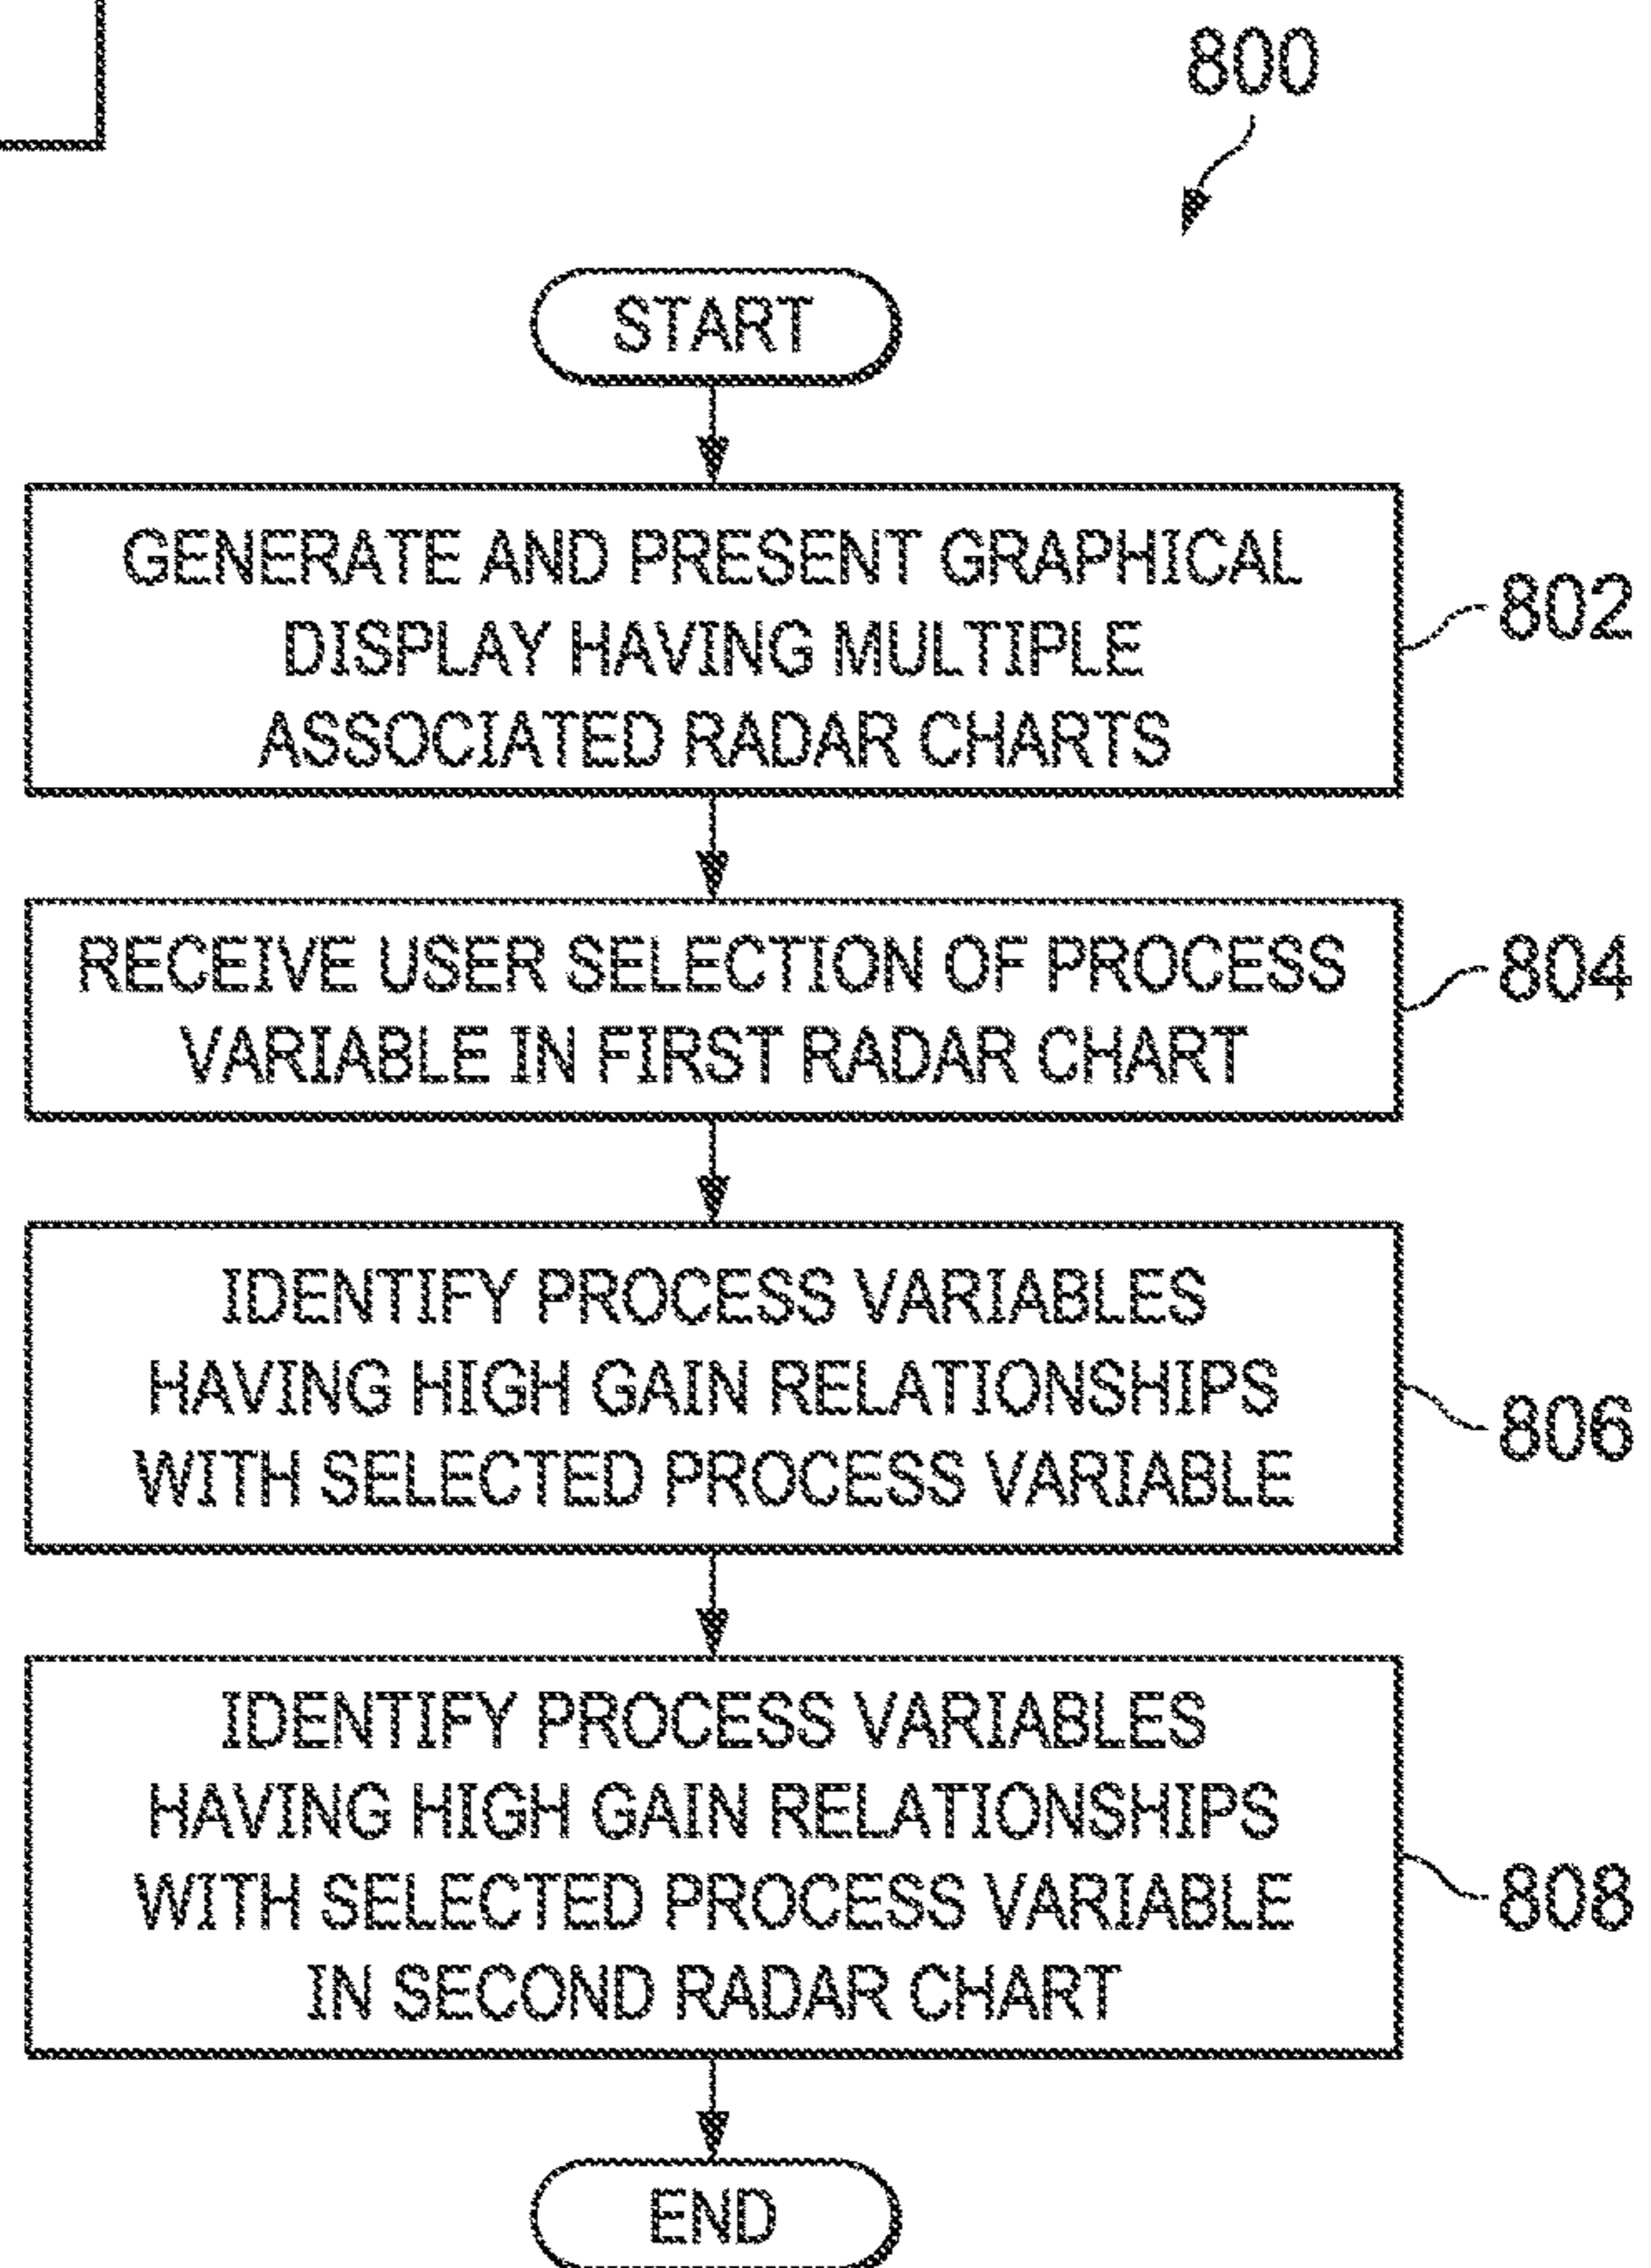 800
START
GENERATE AND PRESENT GRAPHICAL
DISPLAY HAVING MULTIPLE
ASSOCIATED RADAR CHARTS
802
RECEIVE USER SELECTION OF PROCESS
VARIABLE IN FIRST RADAR CHART
804
IDENTIFY PROCESS VARIABLES
HAVING HIGH GAIN RELATIONSHIPS
WITH SELECTED PROCESS VARIABLE
806
IDENTIFY PROCESS VARIABLES
HAVING HIGH GAIN RELATIONSHIPS
WITH SELECTED PROCESS VARIABLE
IN SECOND RADAR CHART
808
END